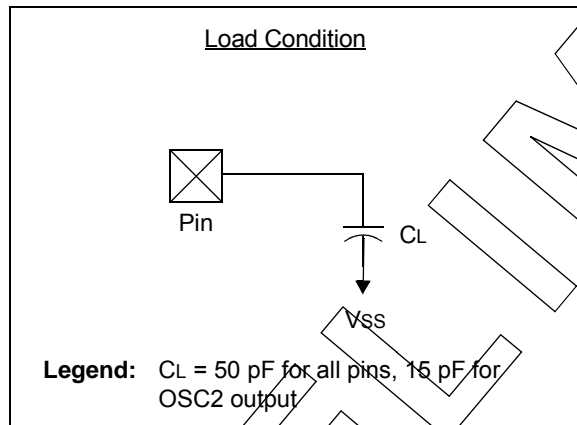 Load Condition
Pin
CL
VSS
Legend: CL = 50 pF for all pins, 15 pF for
OSC2 output